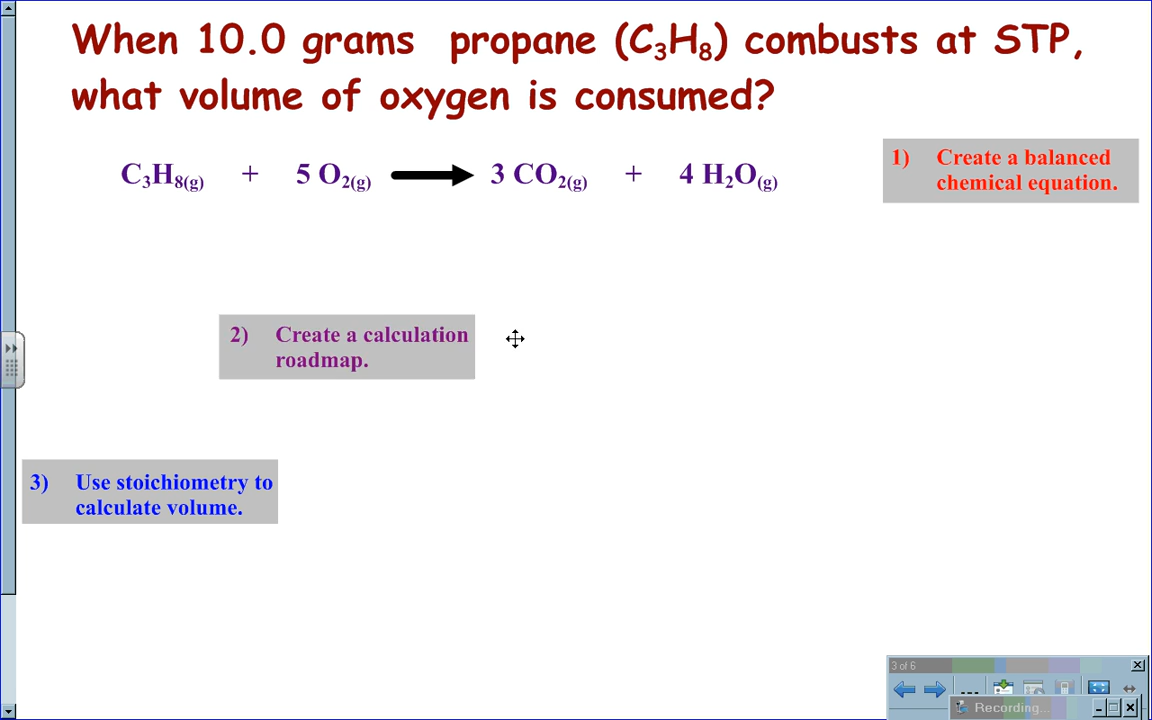 When 10.0 grams propane (C₃H₈) combusts at STP,
what volume of oxygen is consumed?
C₃H₈(g) + 5 O₂(g) 3 CO₂(g) + 4 H₂O(g)
1) Create a balanced
chemical equation.
2) Create a calculation
roadmap.
3) Use stoichiometry to
calculate volume.
3 of 6
Recording...